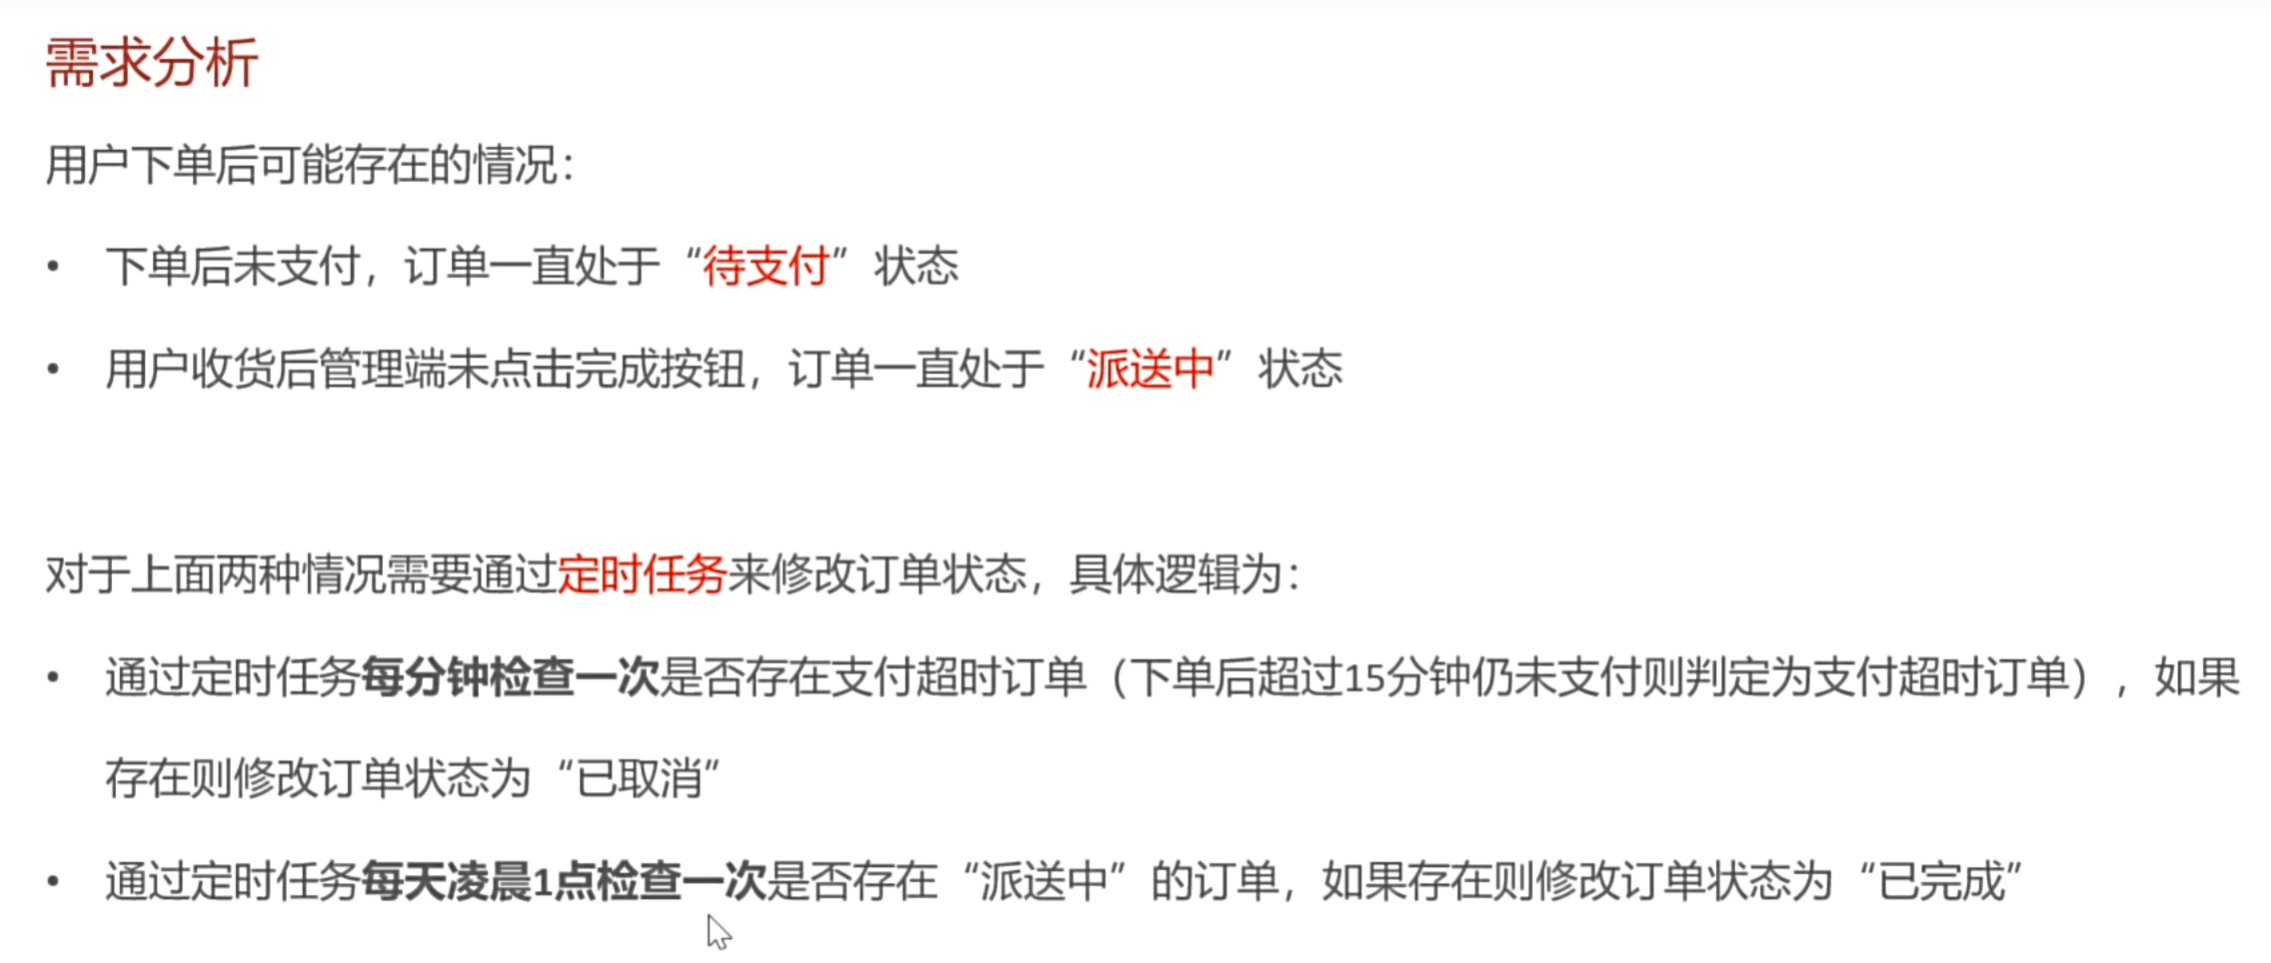 需求分析
用户下单后可能存在的情况：
• 下单后未支付，订单一直处于“待支付”状态
• 用户收货后管理端未点击完成按钮，订单一直处于“派送中”状态
对于上面两种情况需要通过定时任务来修改订单状态，具体逻辑为：
• 通过定时任务每分钟检查一次是否存在支付超时订单（下单后超过15分钟仍未支付则判定为支付超时订单），如果
存在则修改订单状态为“已取消”
• 通过定时任务每天凌晨1点检查一次是否存在“派送中”的订单，如果存在则修改订单状态为“已完成”